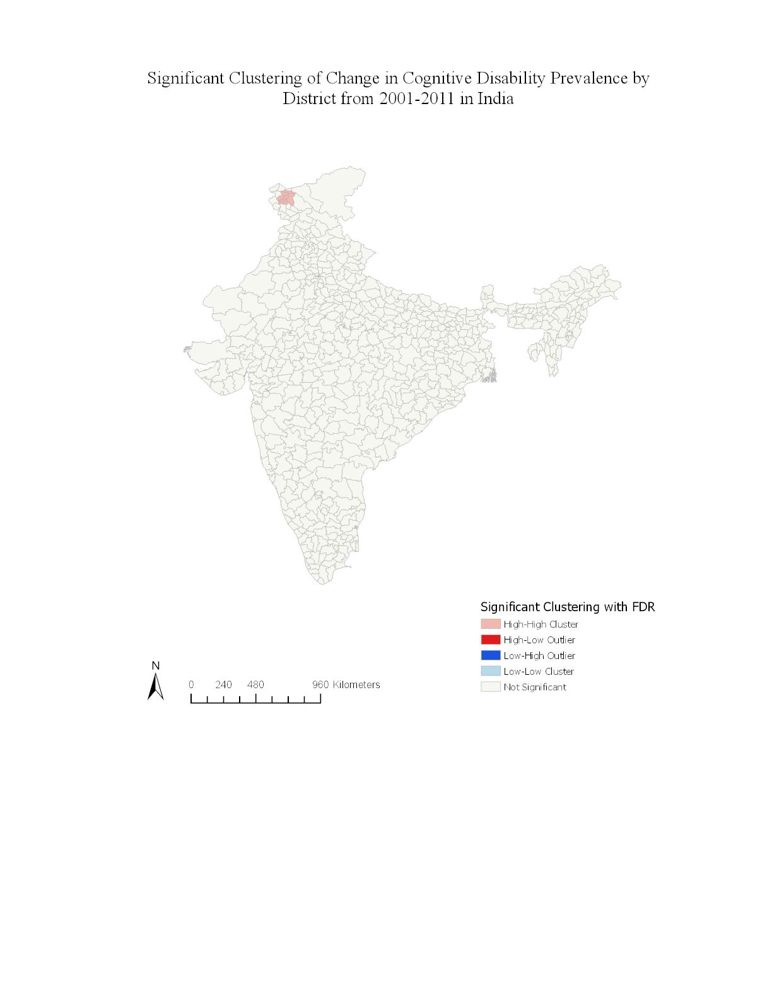 Significant Clustering of Change in Cognitive Disability Prevalence by
District from 2001-2011 in India
Significant Clustering with FDR
High-High Cluster
High-Low Outlier
Low-High Outlier
Low-Low Cluster
Not Significant
N
0 240 480 960 Kilometers